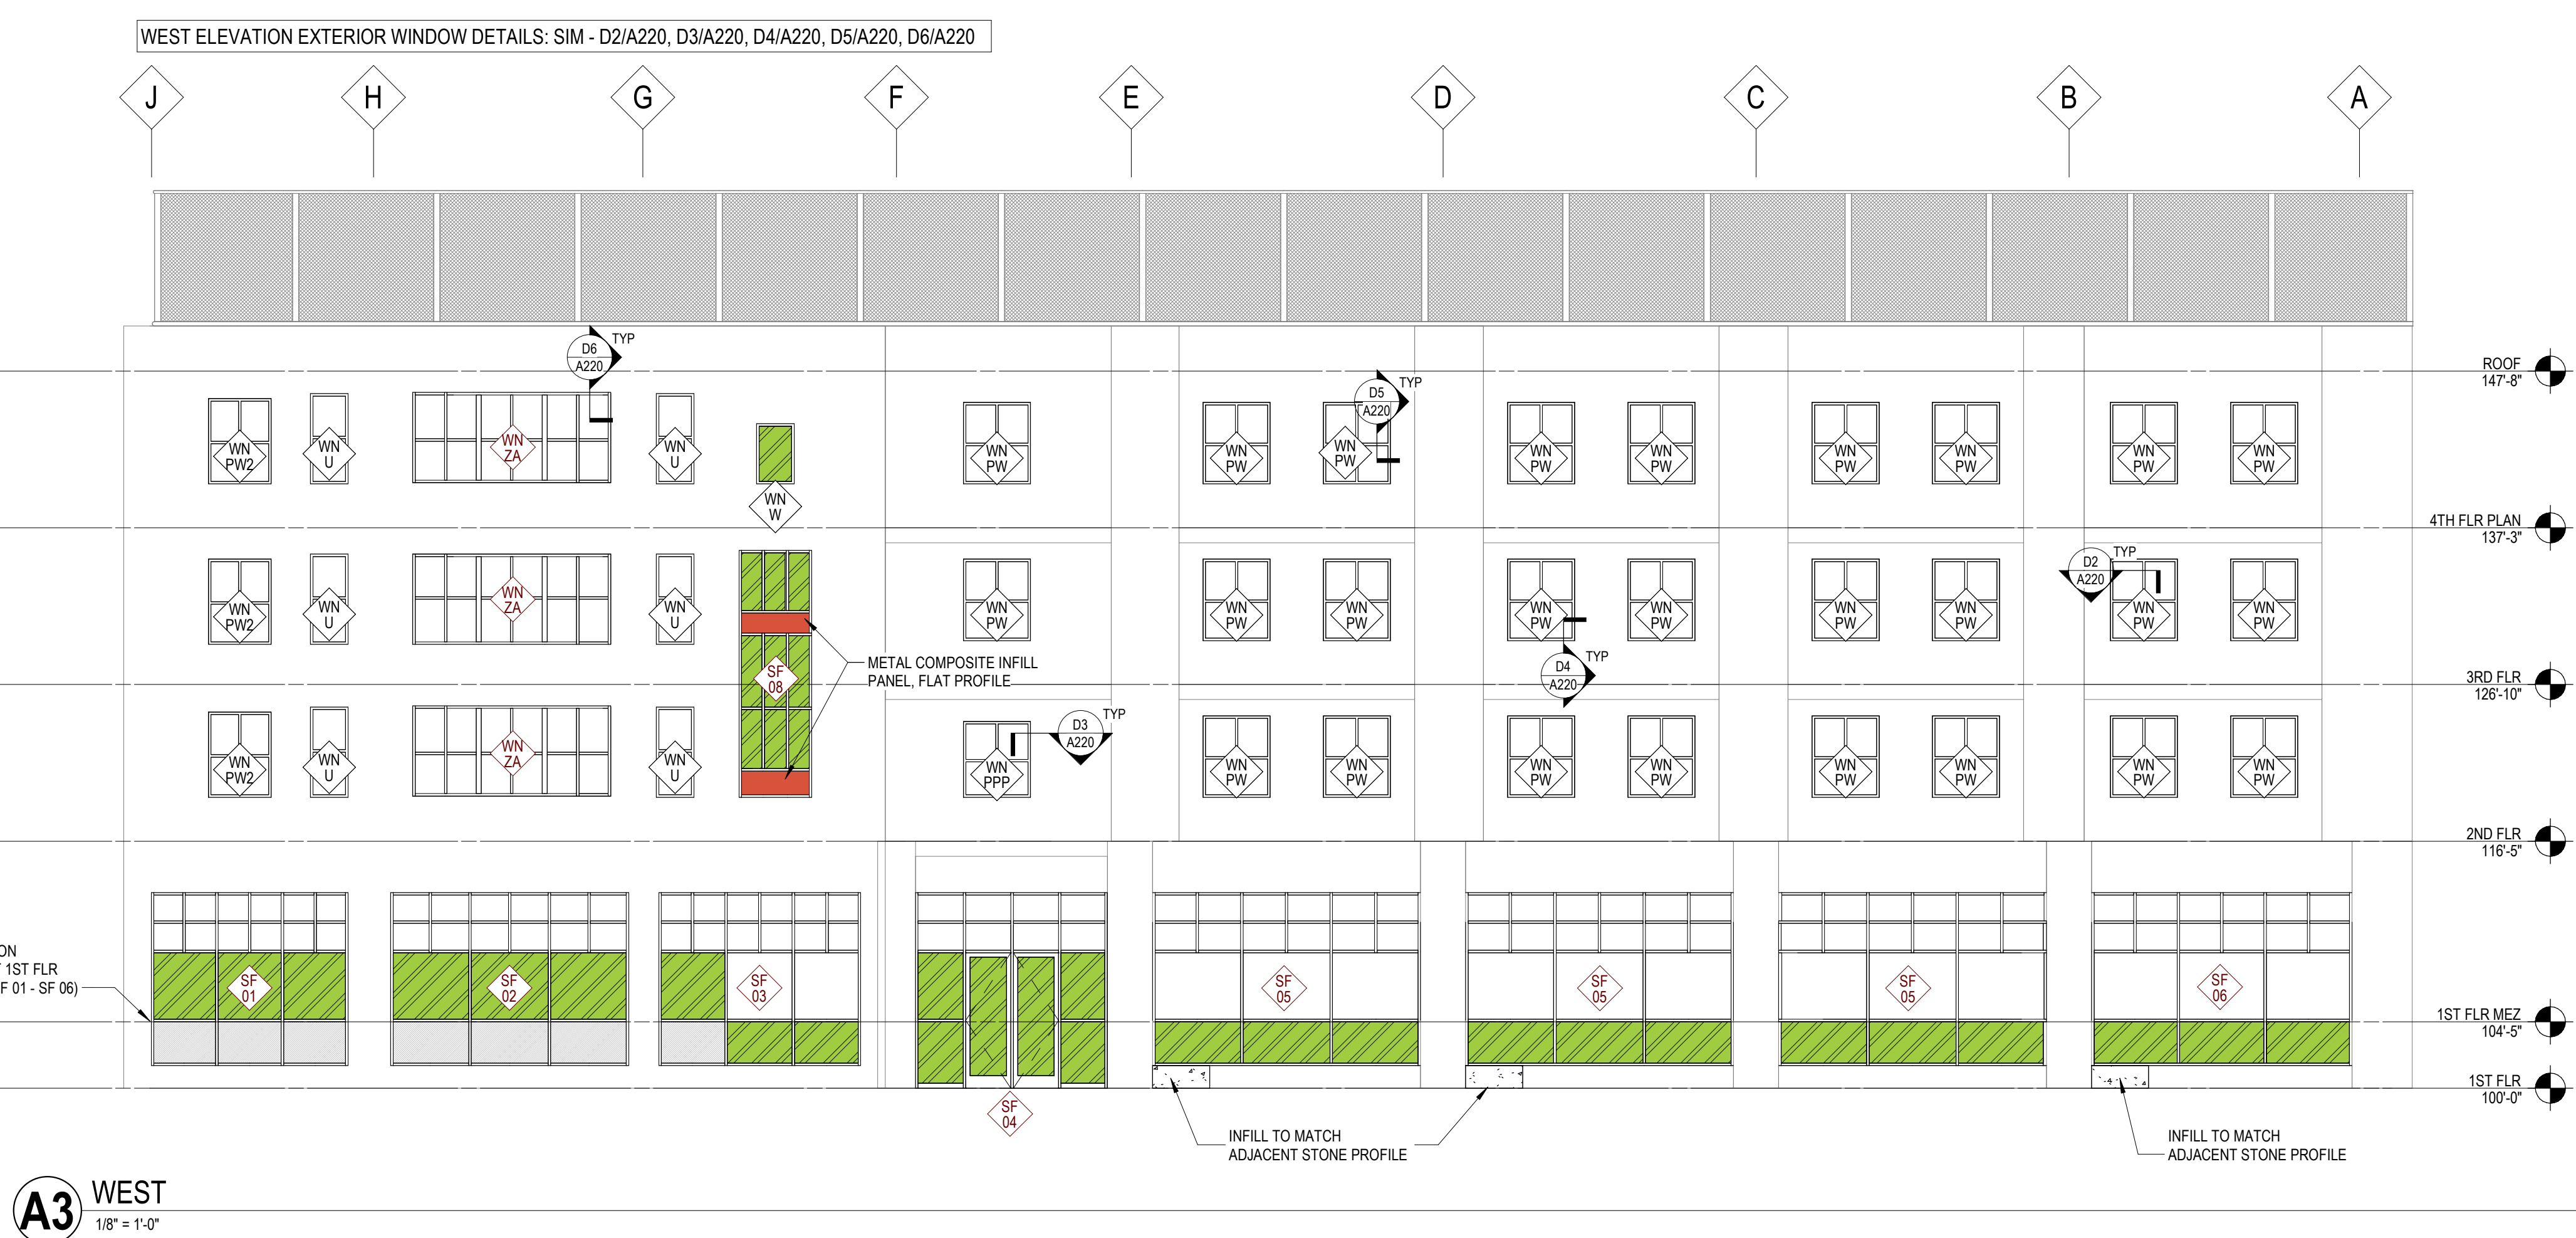 WEST ELEVATION EXTERIOR WINDOW DETAILS: SIM - D2/A220, D3/A220, D4/A220, D5/A220, D6/A220
J
H
G
F
E
D
C
B
A
D6
A220
TYP
D5
A220
TYP
ROOF
147'-8"
WN
PW2
WN
U
WN
ZA
WN
U
WN
W
WN
PW
WN
PW
WN
PW
WN
PW
WN
PW
WN
PW
WN
PW
WN
PW
WN
PW
4TH FLR PLAN
137'-3"
D2
A220
TYP
WN
PW2
WN
U
WN
ZA
WN
U
WN
PW
WN
PW
WN
PW
WN
PW
WN
PW
WN
PW
WN
PW
WN
PW
WN
PW
SF
08
METAL COMPOSITE INFILL
PANEL, FLAT PROFILE
D4
A220
TYP
3RD FLR
126'-10"
D3
A220
TYP
WN
PW2
WN
U
WN
ZA
WN
U
WN
PPP
WN
PW
WN
PW
WN
PW
WN
PW
WN
PW
WN
PW
WN
PW
WN
PW
2ND FLR
116'-5"
ON
1ST FLR
F 01 - SF 06)
SF
01
SF
02
SF
03
SF
05
SF
05
SF
05
SF
06
1ST FLR MEZ
104'-5"
1ST FLR
100'-0"
SF
04
INFILL TO MATCH
ADJACENT STONE PROFILE
INFILL TO MATCH
ADJACENT STONE PROFILE
A3
WEST
1/8" = 1'-0"